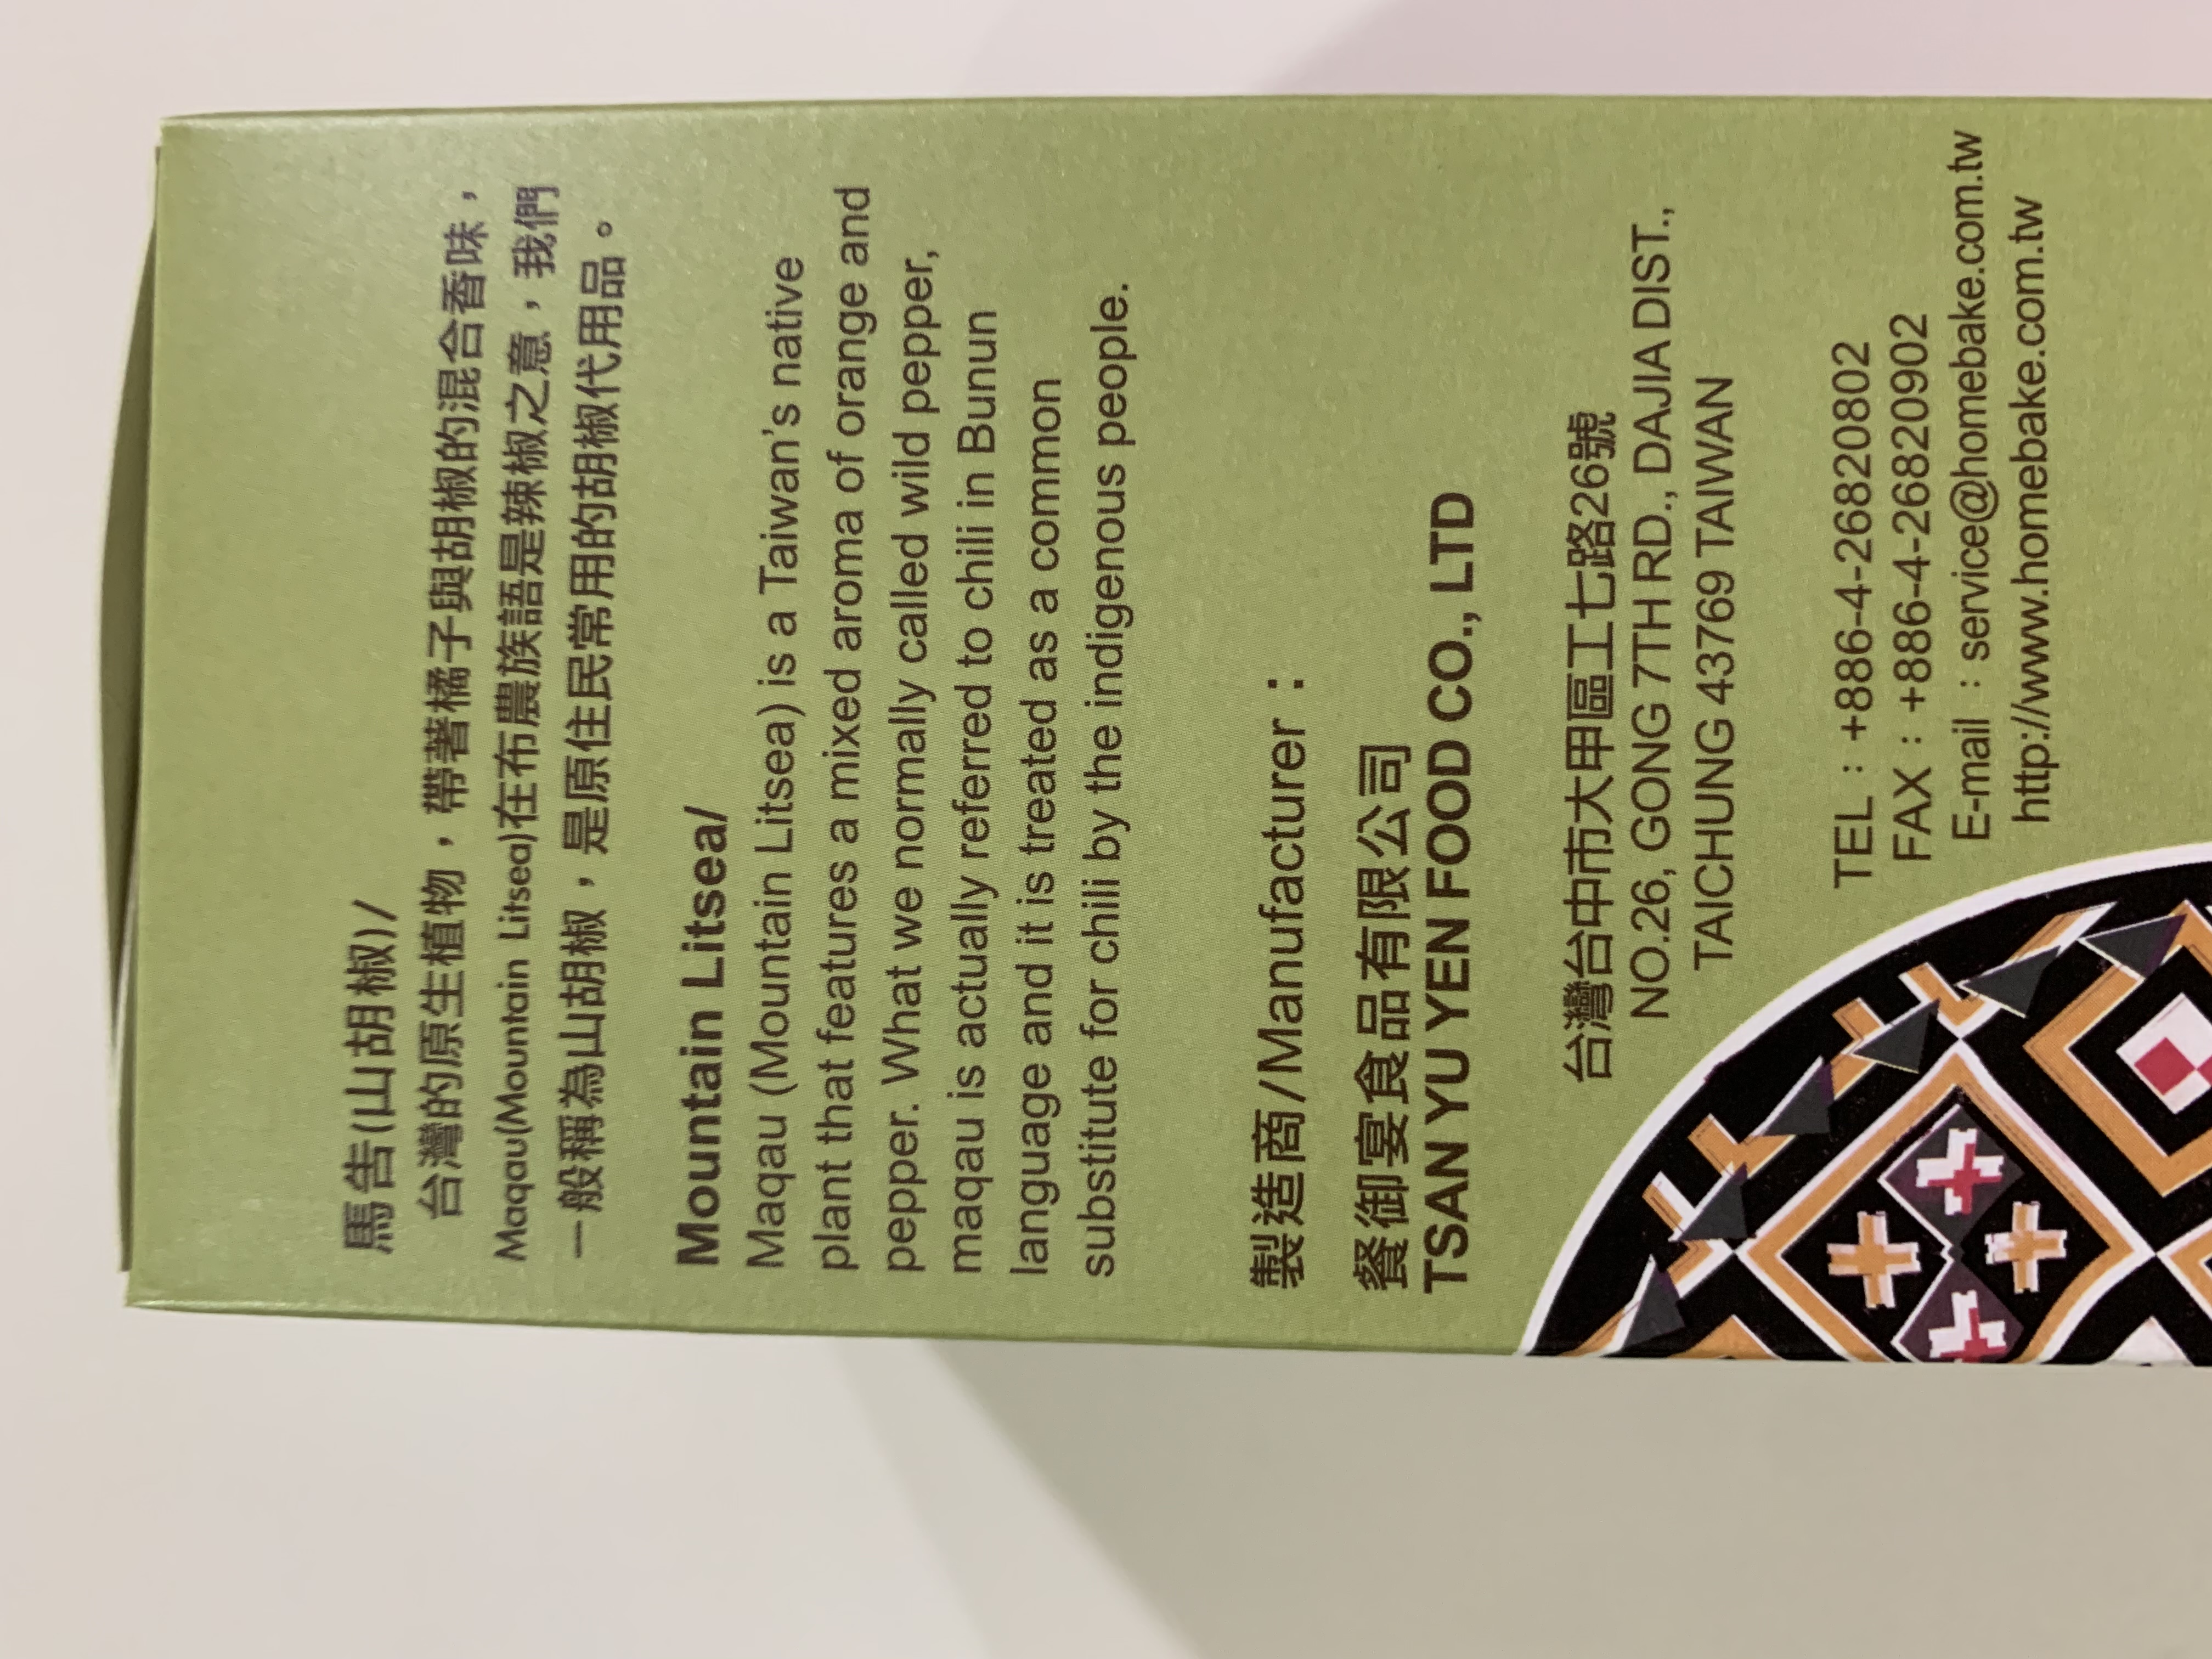 馬告(山胡椒)/
台灣的原生植物，帶著橘子與胡椒的混合香味，
Maqau(Mountain Litsea)在布農族語是辣椒之意，我們
一般稱為山胡椒，是原住民常用的胡椒代用品。
Mountain Litsea/
Maqau (Mountain Litsea) is a Taiwan's native
plant that features a mixed aroma of orange and
pepper. What we normally called wild pepper,
maqau is actually referred to chili in Bunun
language and it is treated as a common
substitute for chili by the indigenous people.
製造商/Manufacturer：
餐御宴食品有限公司
TSAN YU YEN FOOD CO., LTD
台灣台中市大甲區工七路26號
NO.26, GONG 7TH RD., DAJIA DIST.,
TAICHUNG 43769 TAIWAN
TEL：+886-4-26820802
FAX：+886-4-26820902
E-mail：service@homebake.com.tw
http://www.homebake.com.tw